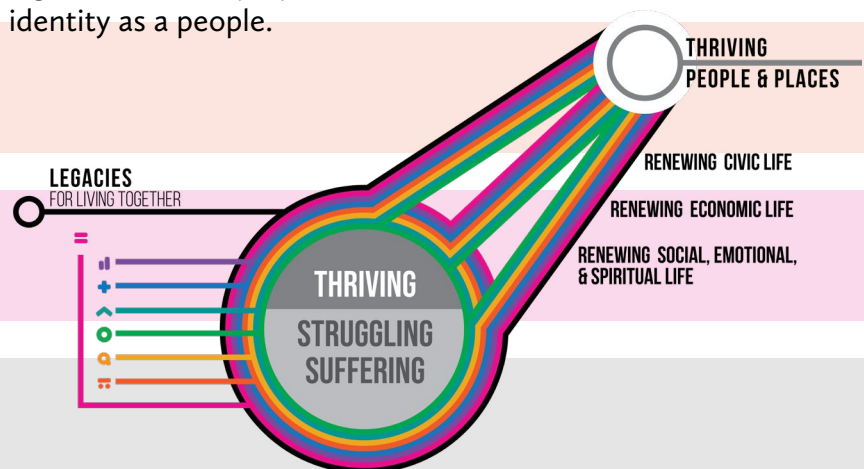 identity as a people.
THRIVING
PEOPLE & PLACES
RENEWING CIVIC LIFE
LEGACIES
FOR LIVING TOGETHER
RENEWING ECONOMIC LIFE
RENEWING SOCIAL, EMOTIONAL,
& SPIRITUAL LIFE
THRIVING
STRUGGLING
SUFFERING